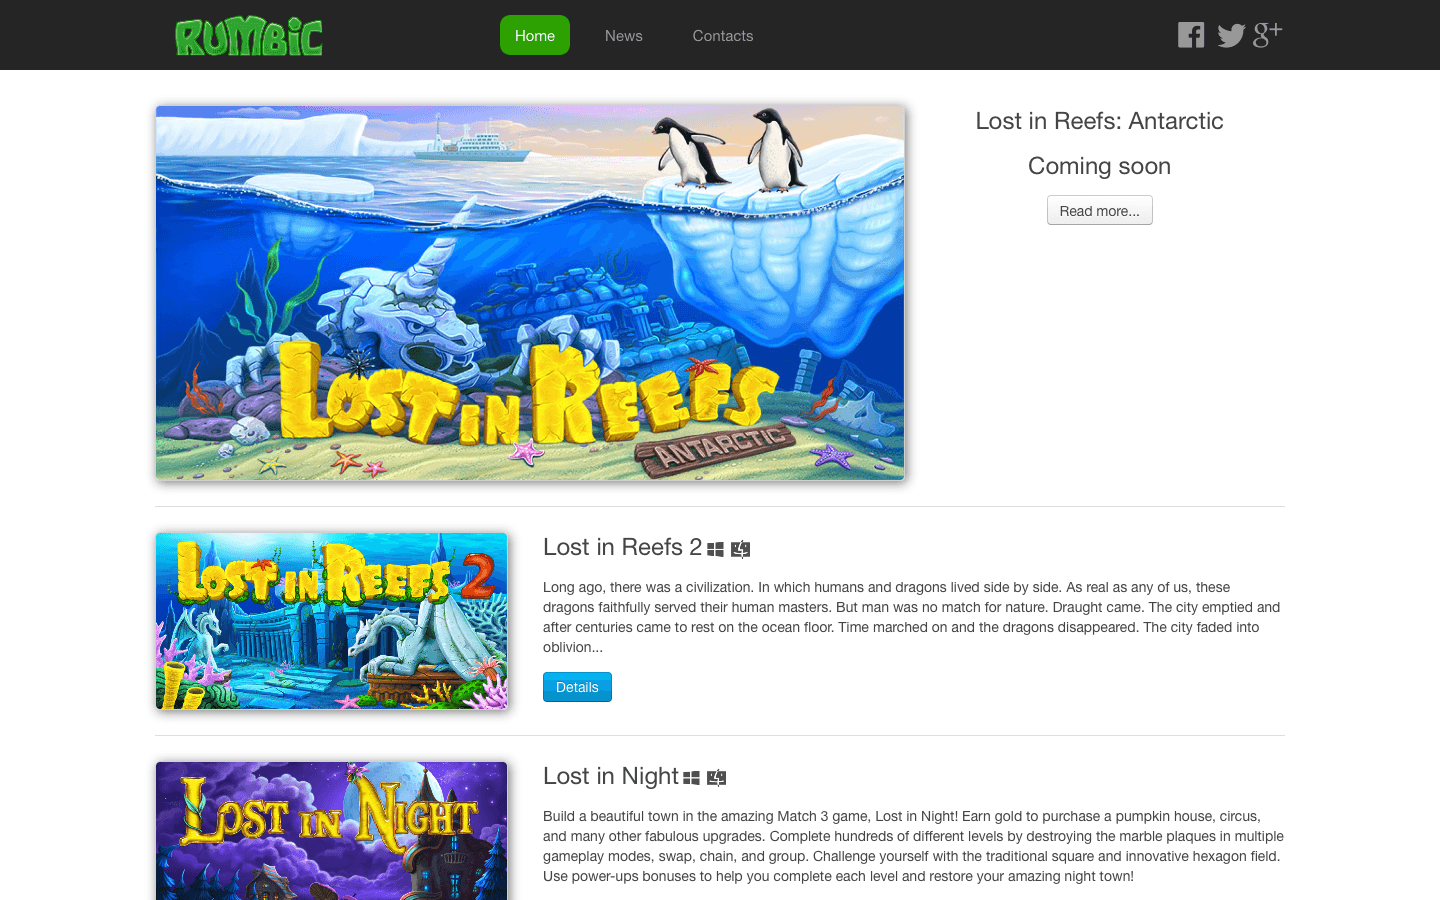 RUMBIC
Home
News
Contacts
g+
LOST IN REEFS
ANTARCTIC
Lost in Reefs: Antarctic
Coming soon
Read more...
LOST IN REEFS 2
Lost in Reefs 2
Long ago, there was a civilization. In which humans and dragons lived side by side. As real as any of us, these
dragons faithfully served their human masters. But man was no match for nature. Draught came. The city emptied and
after centuries came to rest on the ocean floor. Time marched on and the dragons disappeared. The city faded into
oblivion...
Details
LOST IN NIGHT
Lost in Night
Build a beautiful town in the amazing Match 3 game, Lost in Night! Earn gold to purchase a pumpkin house, circus,
and many other fabulous upgrades. Complete hundreds of different levels by destroying the marble plaques in multiple
gameplay modes, swap, chain, and group. Challenge yourself with the traditional square and innovative hexagon field.
Use power-ups bonuses to help you complete each level and restore your amazing night town!